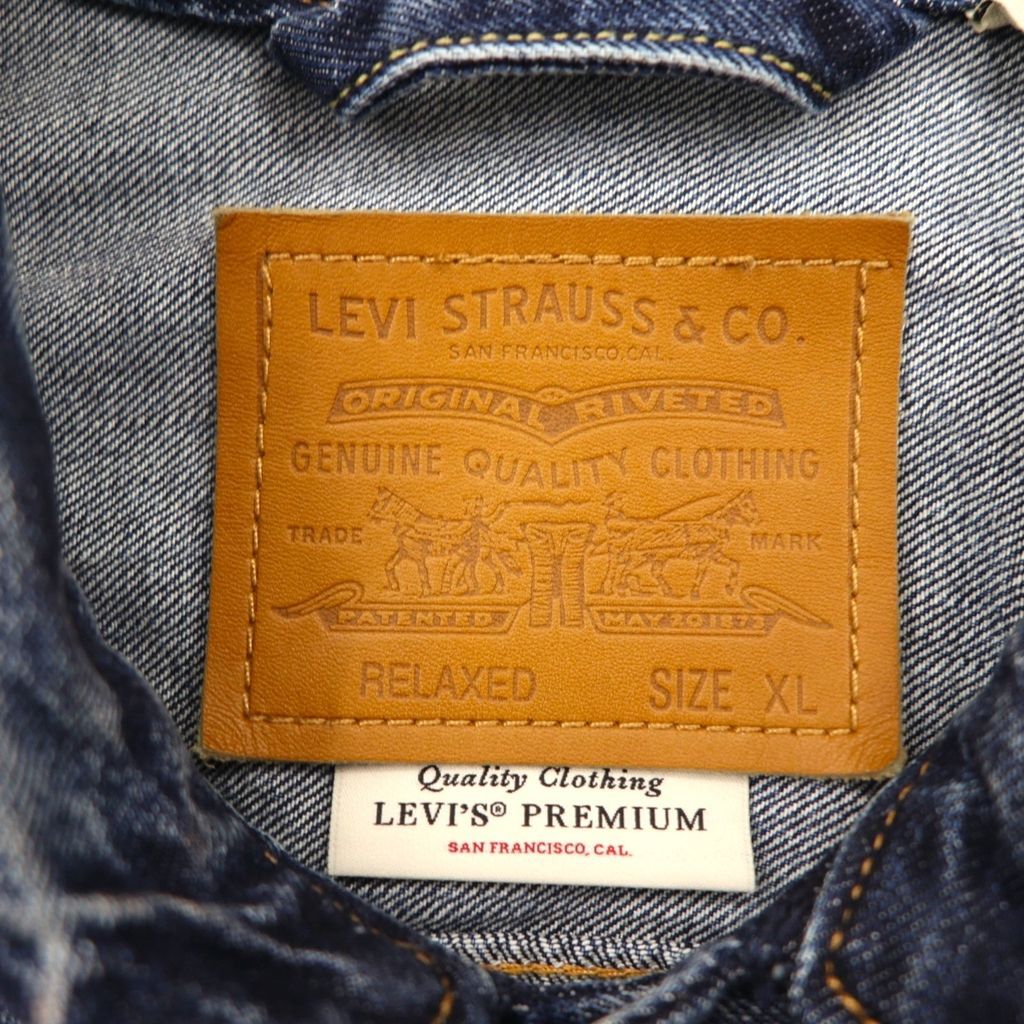 LEVI STRAUSS & CO.
SAN FRANCISCO, CAL.
ORIGINAL RIVETED
GENUINE QUALITY CLOTHING
TRADE MARK
PATENTED MAY 20 1873
RELAXED SIZE XL
Quality Clothing
LEVI'S® PREMIUM
SAN FRANCISCO, CAL.